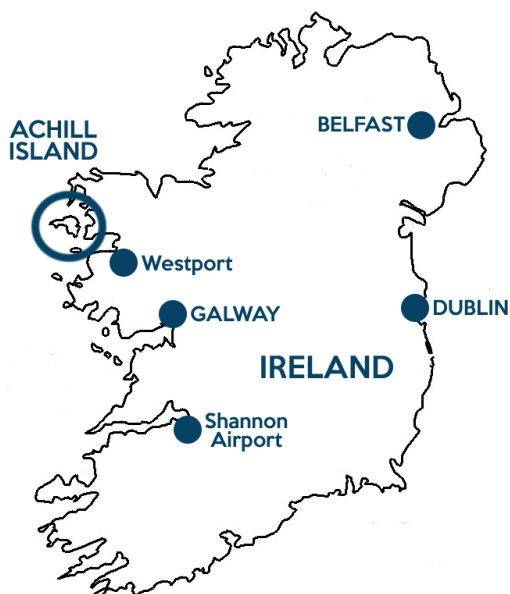 BELFAST
ACHILL
ISLAND
Westport
GALWAY
DUBLIN
IRELAND
Shannon
Airport